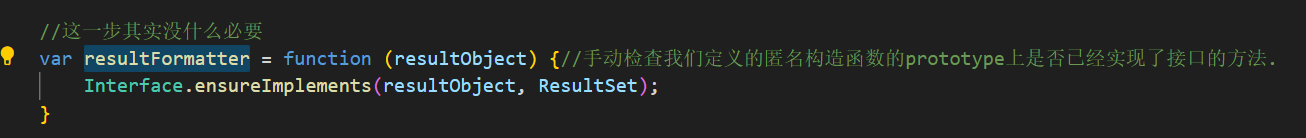 //这一步其实没什么必要
var resultFormatter = function (resultObject) {//手动检查我们定义的匿名构造函数的prototype上是否已经实现了接口的方法.
    Interface.ensureImplements(resultObject, ResultSet);
}